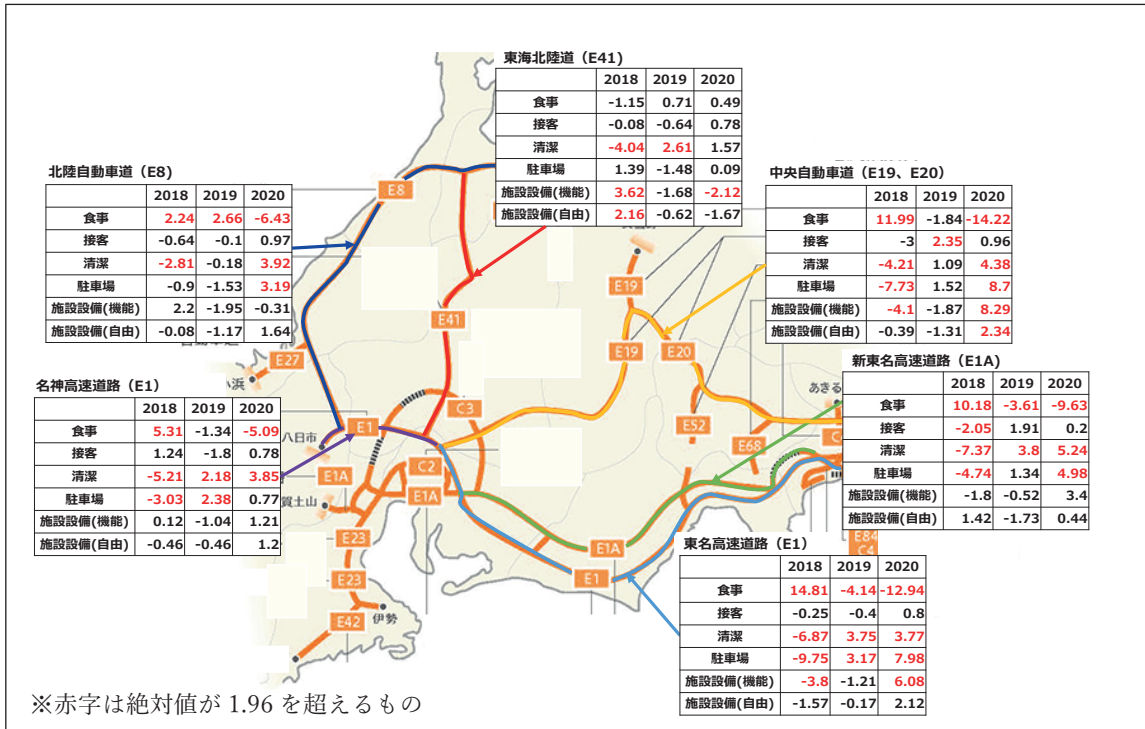 東海北陸道（E41）
2018 2019 2020
食事 -1.15 0.71 0.49
接客 -0.08 -0.64 0.78
清潔 -4.04 2.61 1.57
駐車場 1.39 -1.48 0.09
施設設備(機能) 3.62 -1.68 -2.12
施設設備(自由) 2.16 -0.62 -1.67
北陸自動車道（E8）
2018 2019 2020
食事 2.24 2.66 -6.43
接客 -0.64 -0.1 0.97
清潔 -2.81 -0.18 3.92
駐車場 -0.9 -1.53 3.19
施設設備(機能) 2.2 -1.95 -0.31
施設設備(自由) -0.08 -1.17 1.64
中央自動車道（E19、E20）
2018 2019 2020
食事 11.99 -1.84 -14.22
接客 -3 2.35 0.96
清潔 -4.21 1.09 4.38
駐車場 -7.73 1.52 8.7
施設設備(機能) -4.1 -1.87 8.29
施設設備(自由) -0.39 -1.31 2.34
名神高速道路（E1）
2018 2019 2020
食事 5.31 -1.34 -5.09
接客 1.24 -1.8 0.78
清潔 -5.21 2.18 3.85
駐車場 -3.03 2.38 0.77
施設設備(機能) 0.12 -1.04 1.21
施設設備(自由) -0.46 -0.46 1.2
新東名高速道路（E1A）
2018 2019 2020
食事 10.18 -3.61 -9.63
接客 -2.05 1.91 0.2
清潔 -7.37 3.8 5.24
駐車場 -4.74 1.34 4.98
施設設備(機能) -1.8 -0.52 3.4
施設設備(自由) 1.42 -1.73 0.44
東名高速道路（E1）
2018 2019 2020
食事 14.81 -4.14 -12.94
接客 -0.25 -0.4 0.8
清潔 -6.87 3.75 3.77
駐車場 -9.75 3.17 7.98
施設設備(機能) -3.8 -1.21 6.08
施設設備(自由) -1.57 -0.17 2.12
E8
E19
E41
E19
E20
E27
小浜
あきる
E1
C3
E52
E68
八日市
E1A
C2
E1A
賀土山
E23
E1A
E1
E84
C4
E23
E42
伊勢
※赤字は絶対値が 1.96 を超えるもの